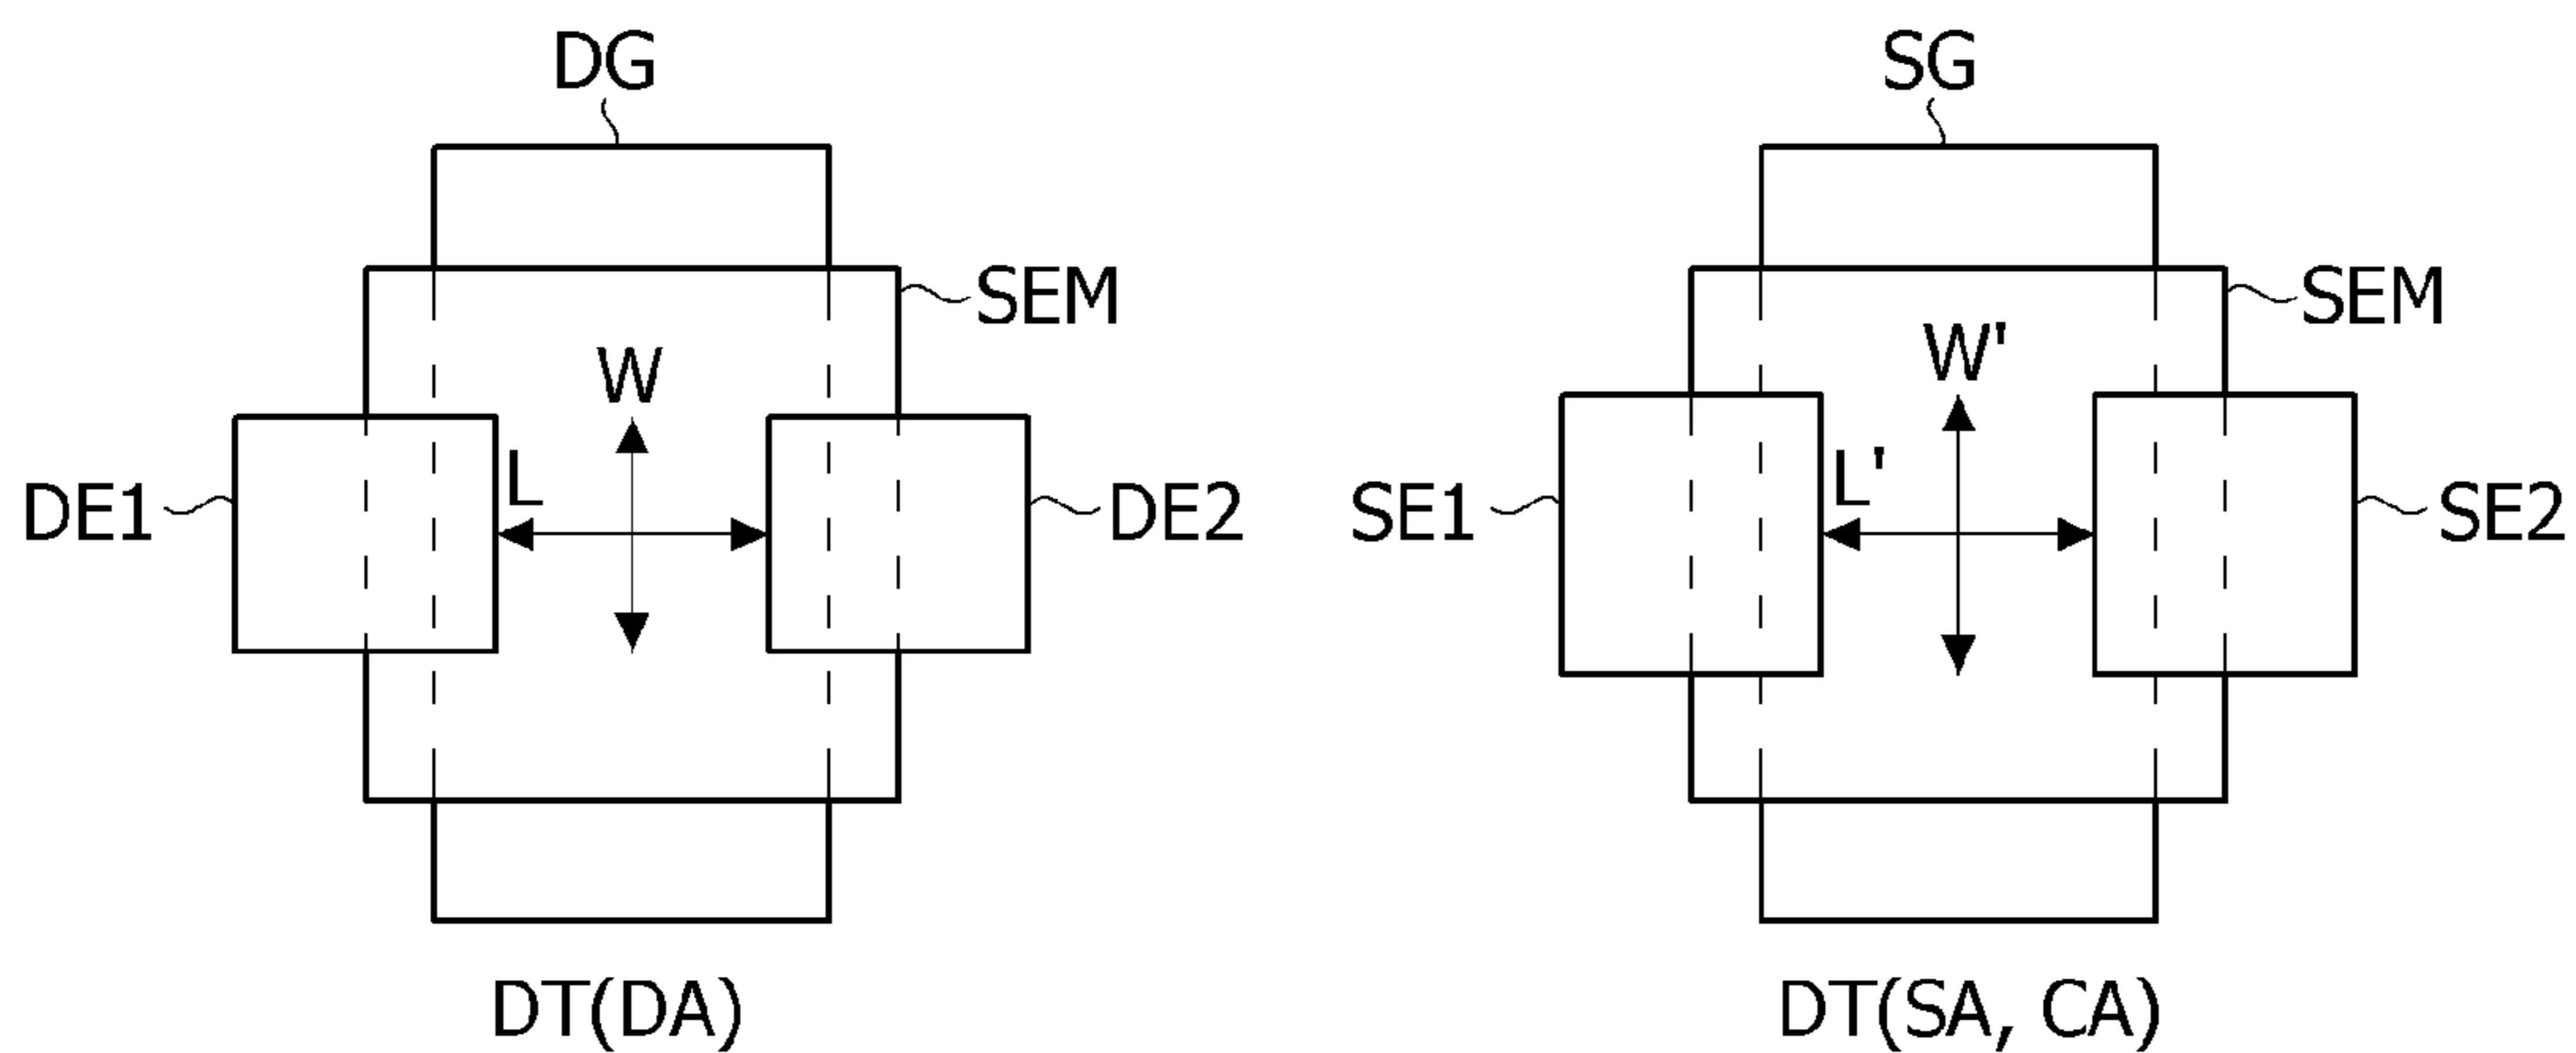 DG
SEM
W
L
DE1
DE2
DT(DA)
SG
SEM
W'
L'
SE1
SE2
DT(SA, CA)